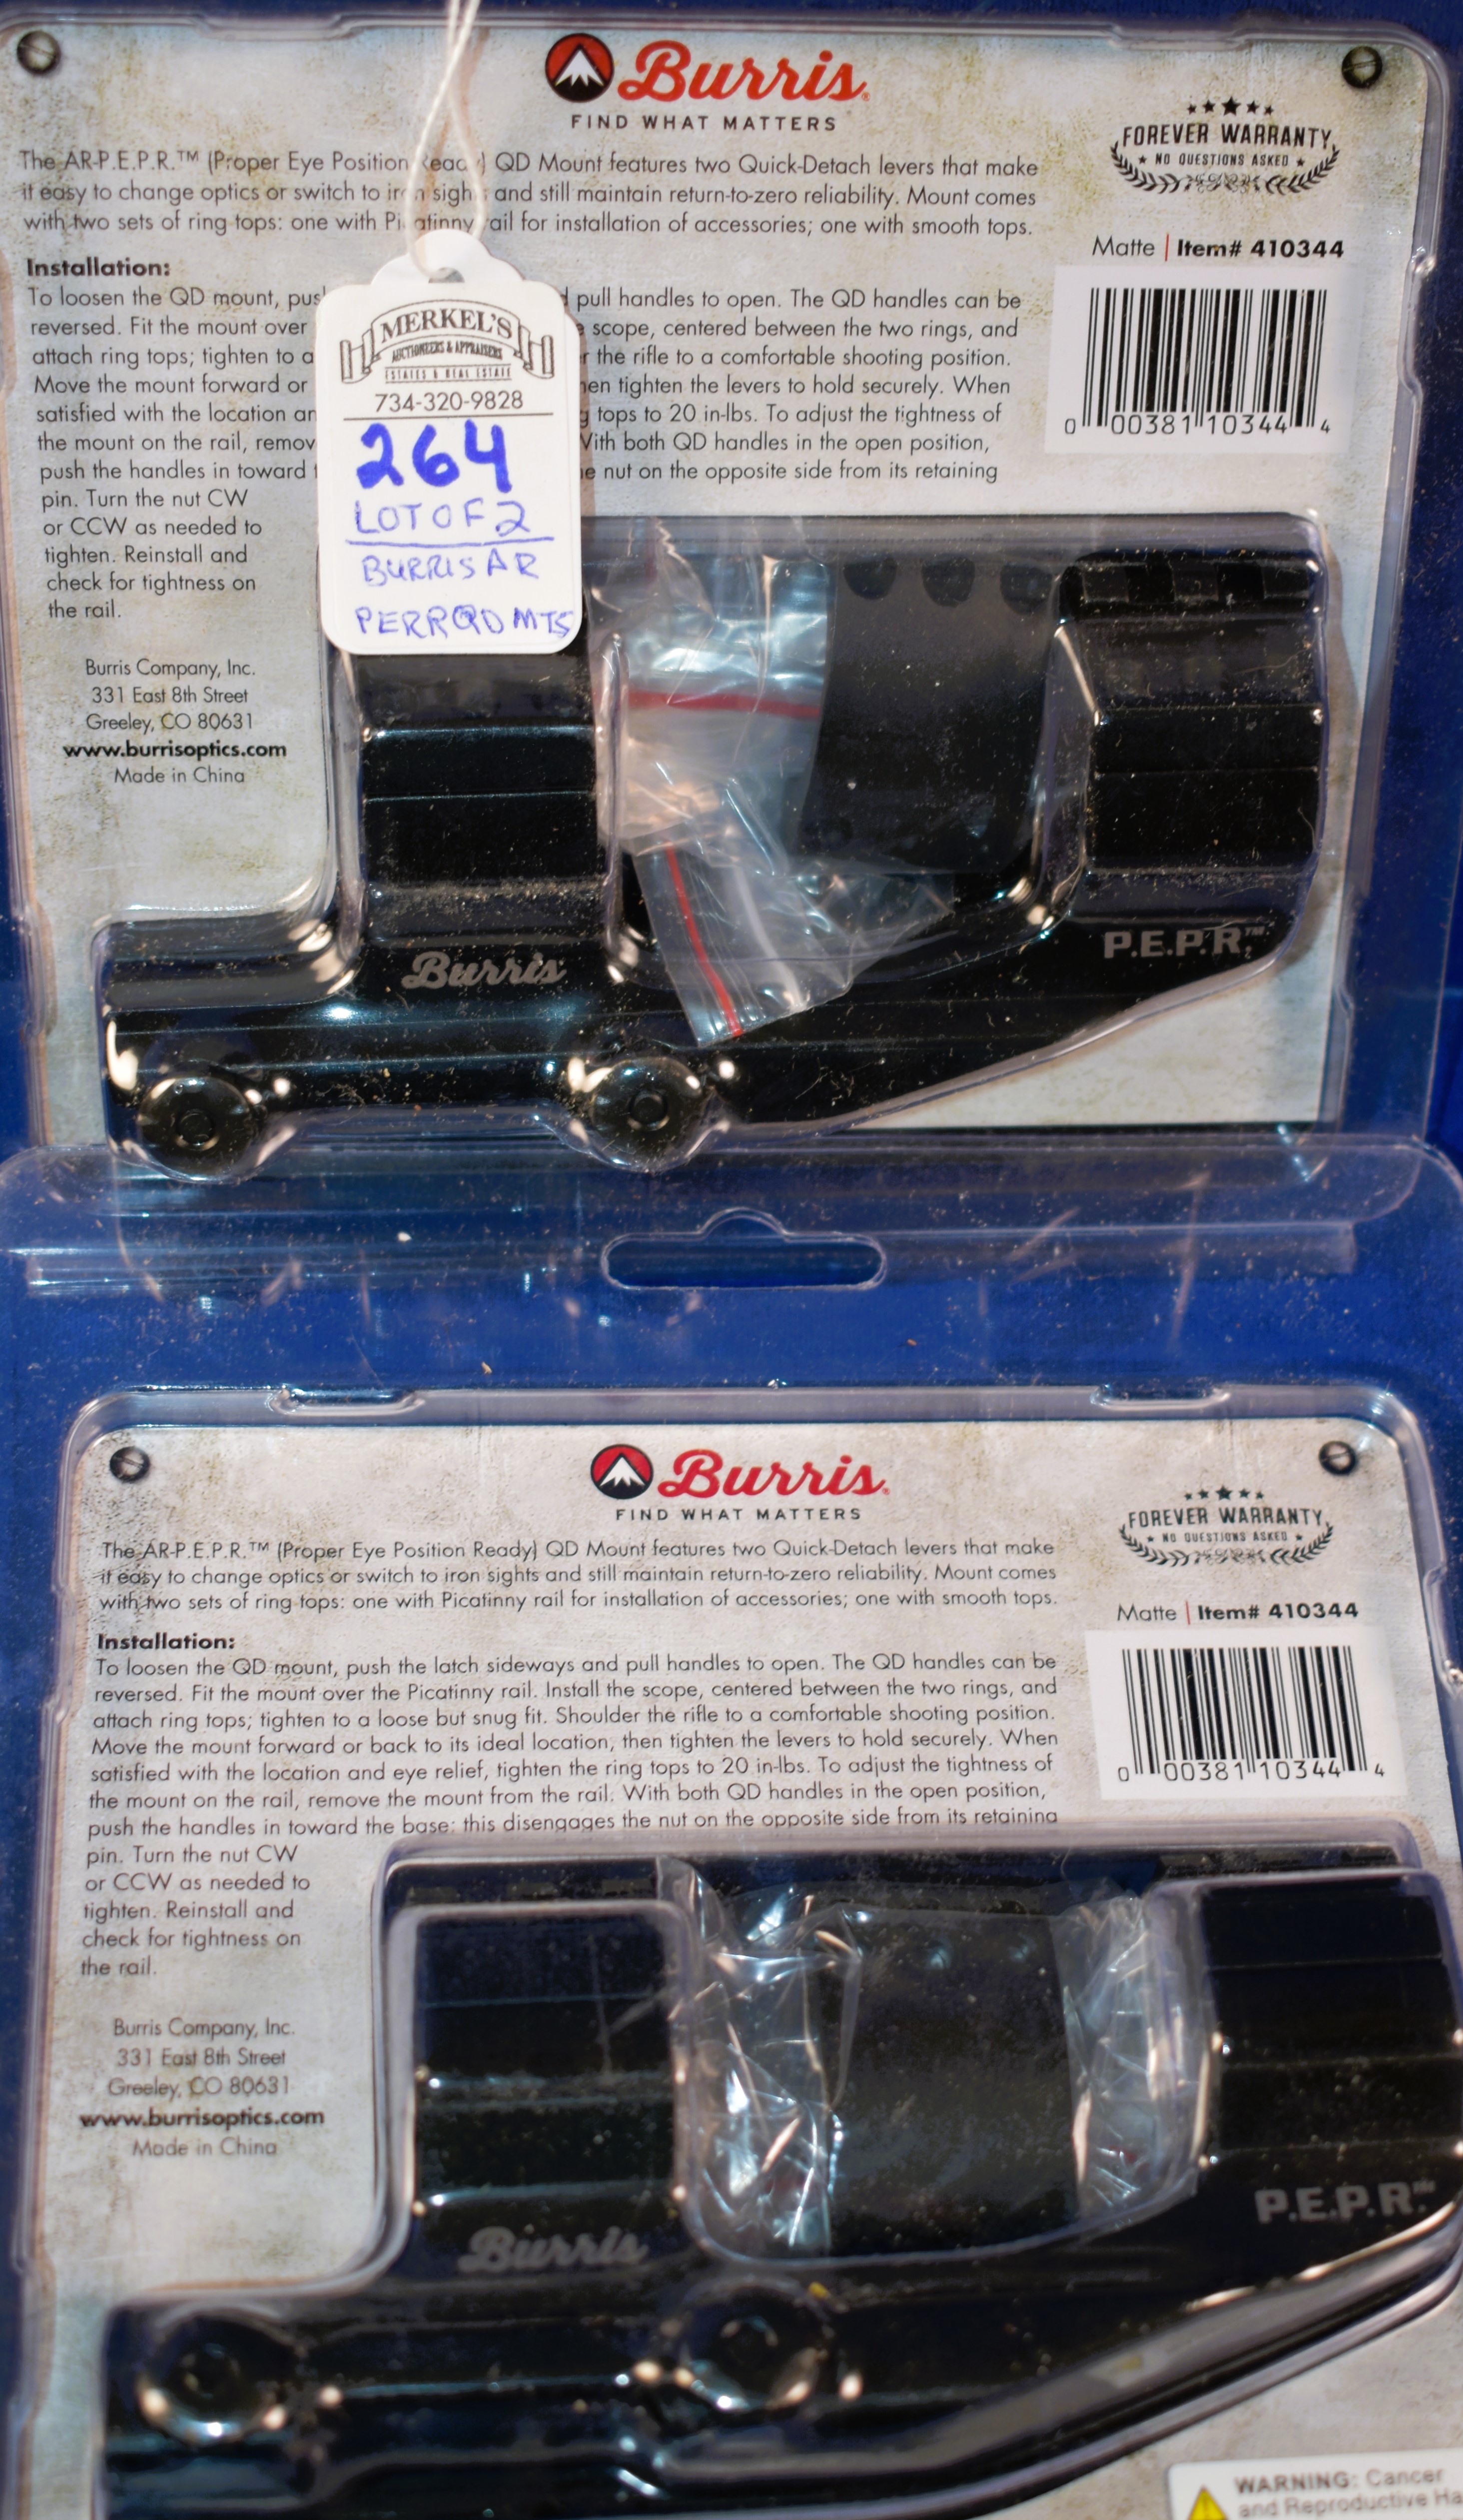 Burris
FIND WHAT MATTERS
The AR-P.E.P.R.™ (Proper Eye Position QD Mount features two Quick-Detach levers that make
it easy to change optics or switch to and still maintain return-to-zero reliability. Mount comes
with two sets of ring tops: one with for installation of accessories; one with smooth tops.
FOREVER WARRANTY
★ NO QUESTIONS ASKED ★
Matte | Item# 410344
0 00381 10344 4
Installation:
To loosen the QD mount, pull handles to open. The QD handles can be
reversed. Fit the mount over scope, centered between the two rings, and
attach ring tops; tighten to a the rifle to a comfortable shooting position.
Move the mount forward or tighten the levers to hold securely. When
satisfied with the location tops to 20 in-lbs. To adjust the tightness of
the mount on the rail, With both QD handles in the open position,
push the handles in toward nut on the opposite side from its retaining
pin. Turn the nut CW
or CCW as needed to
tighten. Reinstall and
check for tightness on
the rail.
Burris Company, Inc.
331 East 8th Street
Greeley, CO 80631
www.burrisoptics.com
Made in China
MERKEL'S
AUCTIONEERS & APPRAISERS
ESTATES & REAL ESTATE
734-320-9828
264
LOT OF 2
BURRIS AR
PERRQD MTS
Burris
P.E.P.R.™
Burris
FIND WHAT MATTERS
The AR-P.E.P.R.™ (Proper Eye Position Ready) QD Mount features two Quick-Detach levers that make
it easy to change optics or switch to iron sights and still maintain return-to-zero reliability. Mount comes
with two sets of ring tops: one with Picatinny rail for installation of accessories; one with smooth tops.
FOREVER WARRANTY
★ NO QUESTIONS ASKED ★
Matte | Item# 410344
0 00381 10344 4
Installation:
To loosen the QD mount, push the latch sideways and pull handles to open. The QD handles can be
reversed. Fit the mount over the Picatinny rail. Install the scope, centered between the two rings, and
attach ring tops; tighten to a loose but snug fit. Shoulder the rifle to a comfortable shooting position.
Move the mount forward or back to its ideal location, then tighten the levers to hold securely. When
satisfied with the location and eye relief, tighten the ring tops to 20 in-lbs. To adjust the tightness of
the mount on the rail, remove the mount from the rail. With both QD handles in the open position,
push the handles in toward the base; this disengages the nut on the opposite side from its retaining
pin. Turn the nut CW
or CCW as needed to
tighten. Reinstall and
check for tightness on
the rail.
Burris Company, Inc.
331 East 8th Street
Greeley, CO 80631
www.burrisoptics.com
Made in China
Burris
P.E.P.R.™
WARNING: Cancer
and Reproductive